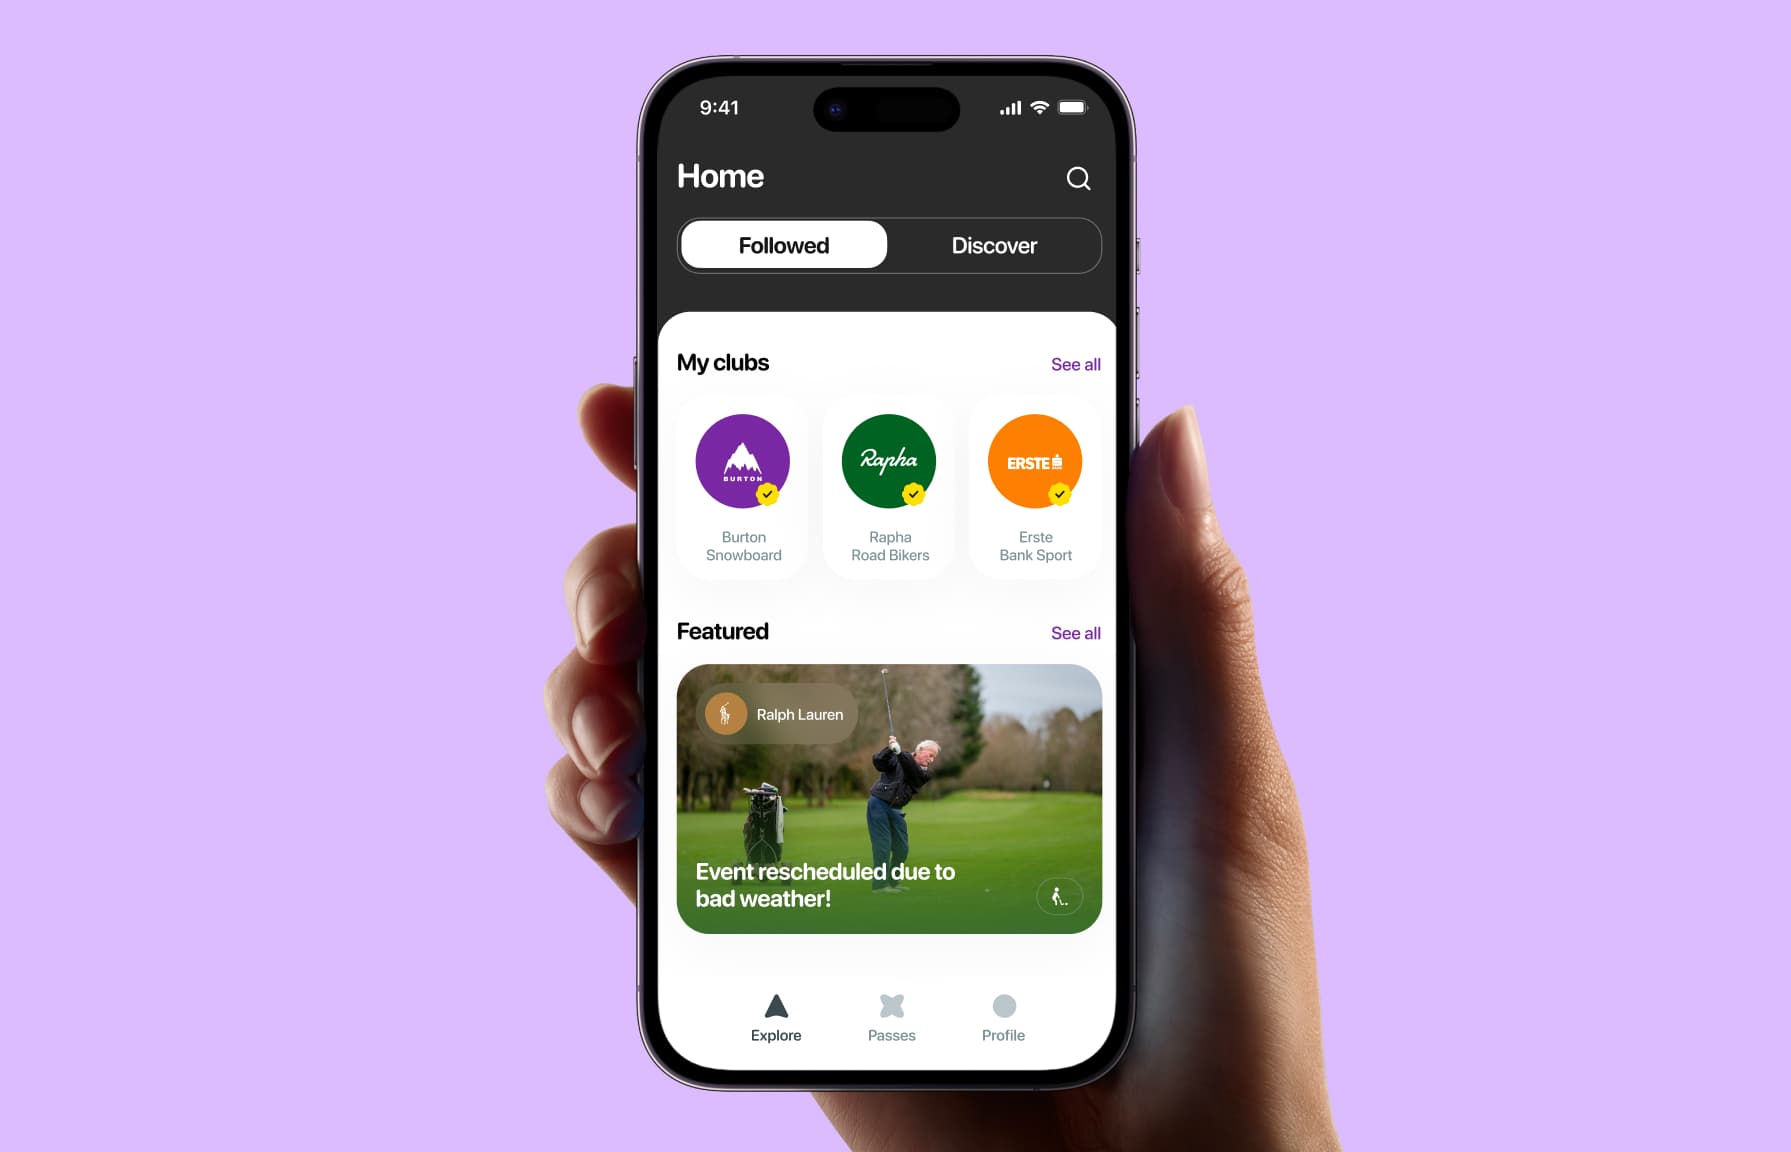 9:41
Home
Followed
Discover
My clubs
See all
BURTON
Rapha
ERSTE
Burton
Snowboard
Rapha
Road Bikers
Erste
Bank Sport
Featured
See all
Ralph Lauren
Event rescheduled due to
bad weather!
Explore
Passes
Profile